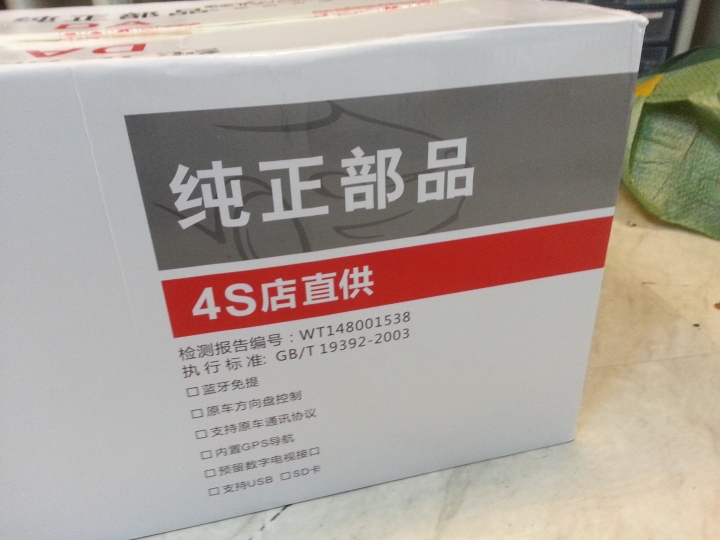 纯正部品
4S店直供
检测报告编号：WT148001538
执行标准：GB/T 19392-2003
□蓝牙免提
□原车方向盘控制
□支持原车通讯协议
□内置GPS导航
□预留数字电视接口
□支持USB □SD卡